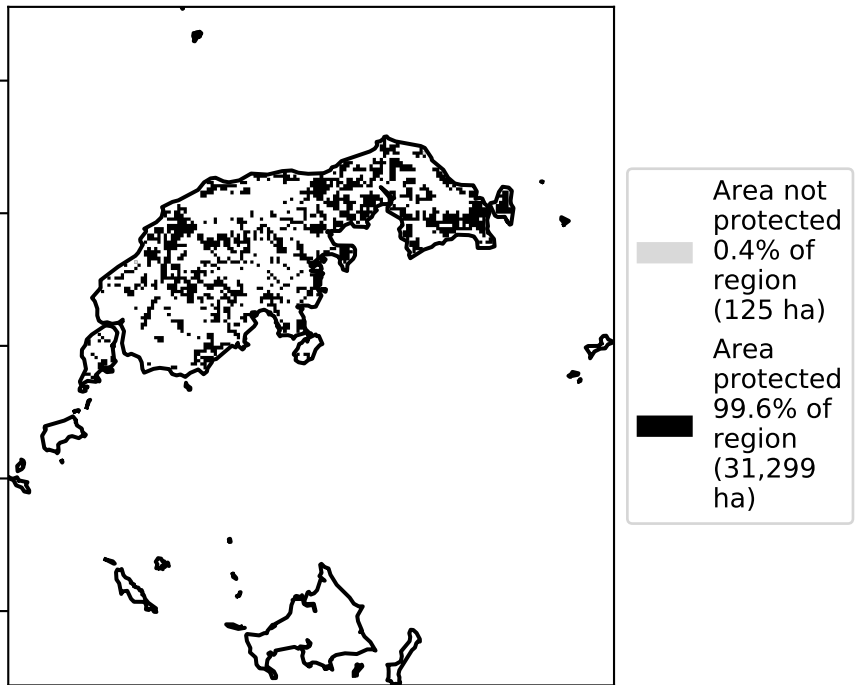 Area not
protected
0.4% of
region
(125 ha)
Area
protected
99.6% of
region
(31,299
ha)